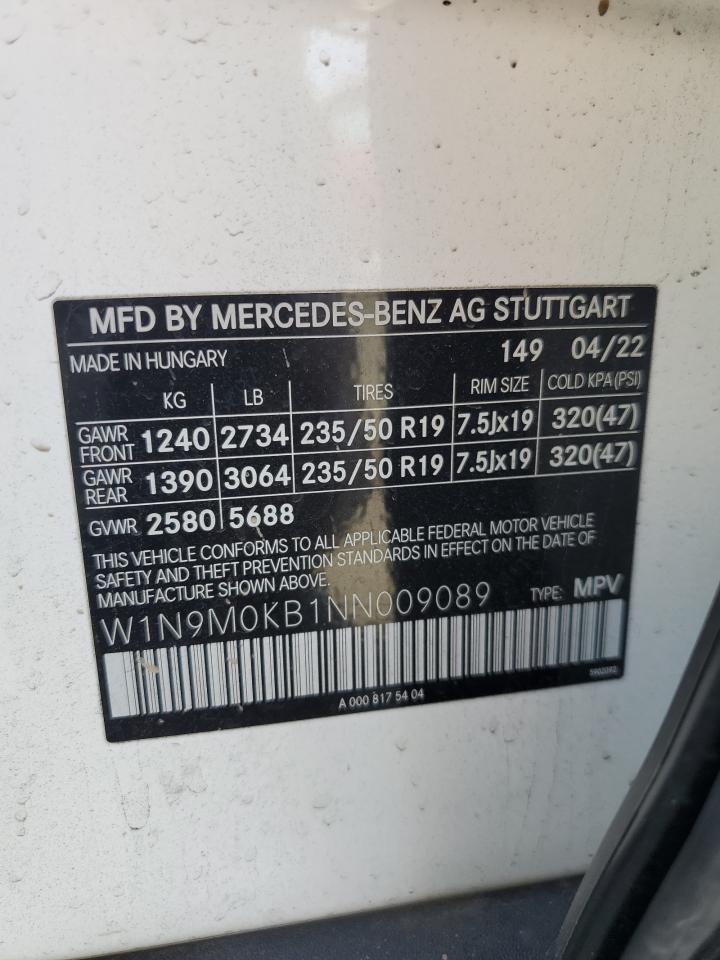 MFD BY MERCEDES-BENZ AG STUTTGART
MADE IN HUNGARY 149 04/22
KG LB TIRES RIM SIZE COLD KPA (PSI)
GAWR FRONT 1240 2734 235/50 R19 7.5Jx19 320(47)
GAWR REAR 1390 3064 235/50 R19 7.5Jx19 320(47)
GVWR 2580 5688
THIS VEHICLE CONFORMS TO ALL APPLICABLE FEDERAL MOTOR VEHICLE
SAFETY AND THEFT PREVENTION STANDARDS IN EFFECT ON THE DATE OF
MANUFACTURE SHOWN ABOVE.
W1N9M0KB1NN009089 TYPE: MPV
5902092
A 000 817 54 04